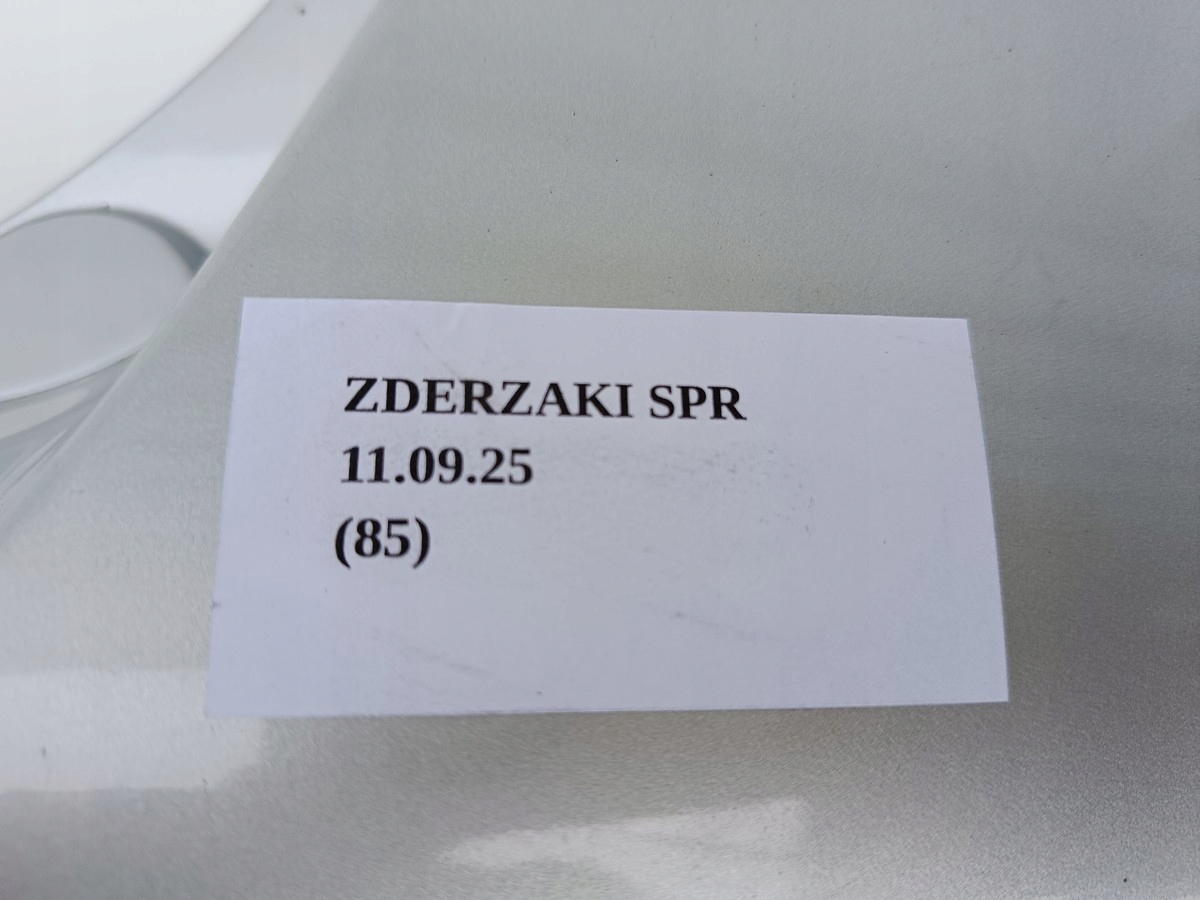 ZDERZAKI SPR
11.09.25
(85)